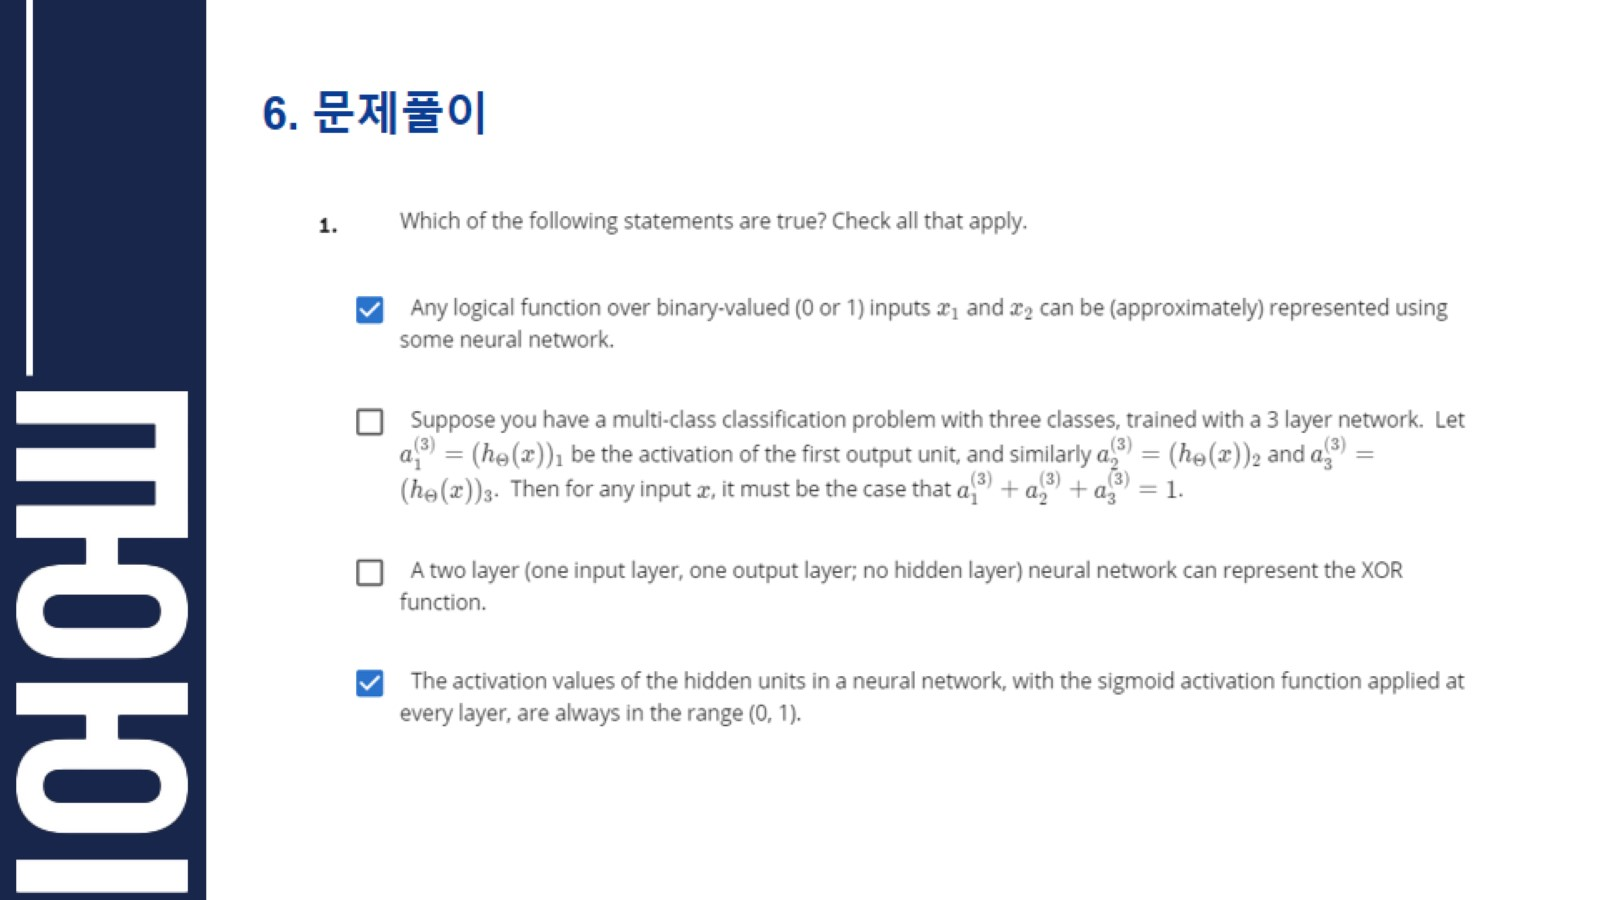 6. 문제풀이
1. Which of the following statements are true? Check all that apply.
Any logical function over binary-valued (0 or 1) inputs x₁ and x₂ can be (approximately) represented using
some neural network.
Suppose you have a multi-class classification problem with three classes, trained with a 3 layer network. Let
a₁⁽³⁾ = (h_Θ(x))₁ be the activation of the first output unit, and similarly a₂⁽³⁾ = (h_Θ(x))₂ and a₃⁽³⁾ =
(h_Θ(x))₃. Then for any input x, it must be the case that a₁⁽³⁾ + a₂⁽³⁾ + a₃⁽³⁾ = 1.
A two layer (one input layer, one output layer; no hidden layer) neural network can represent the XOR
function.
The activation values of the hidden units in a neural network, with the sigmoid activation function applied at
every layer, are always in the range (0, 1).